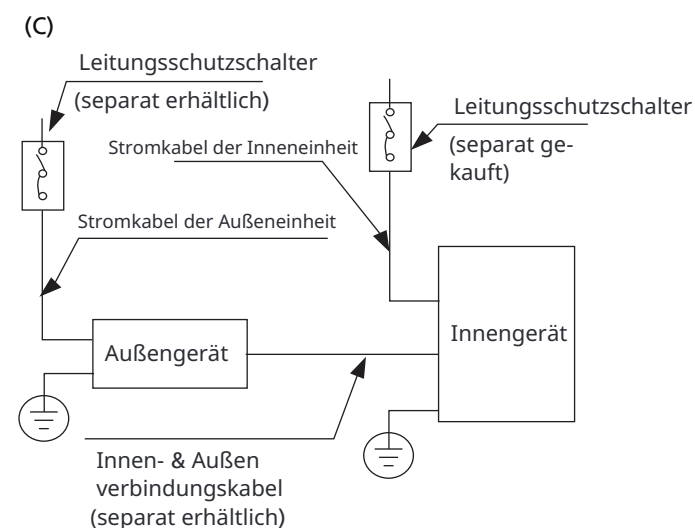 (C)
Leitungsschutzschalter
(separat erhältlich)
Leitungsschutzschalter
(separat ge-
kauft)
Stromkabel der Inneneinheit
Stromkabel der Außeneinheit
Außengerät
Innengerät
Innen- & Außen
verbindungskabel
(separat erhältlich)